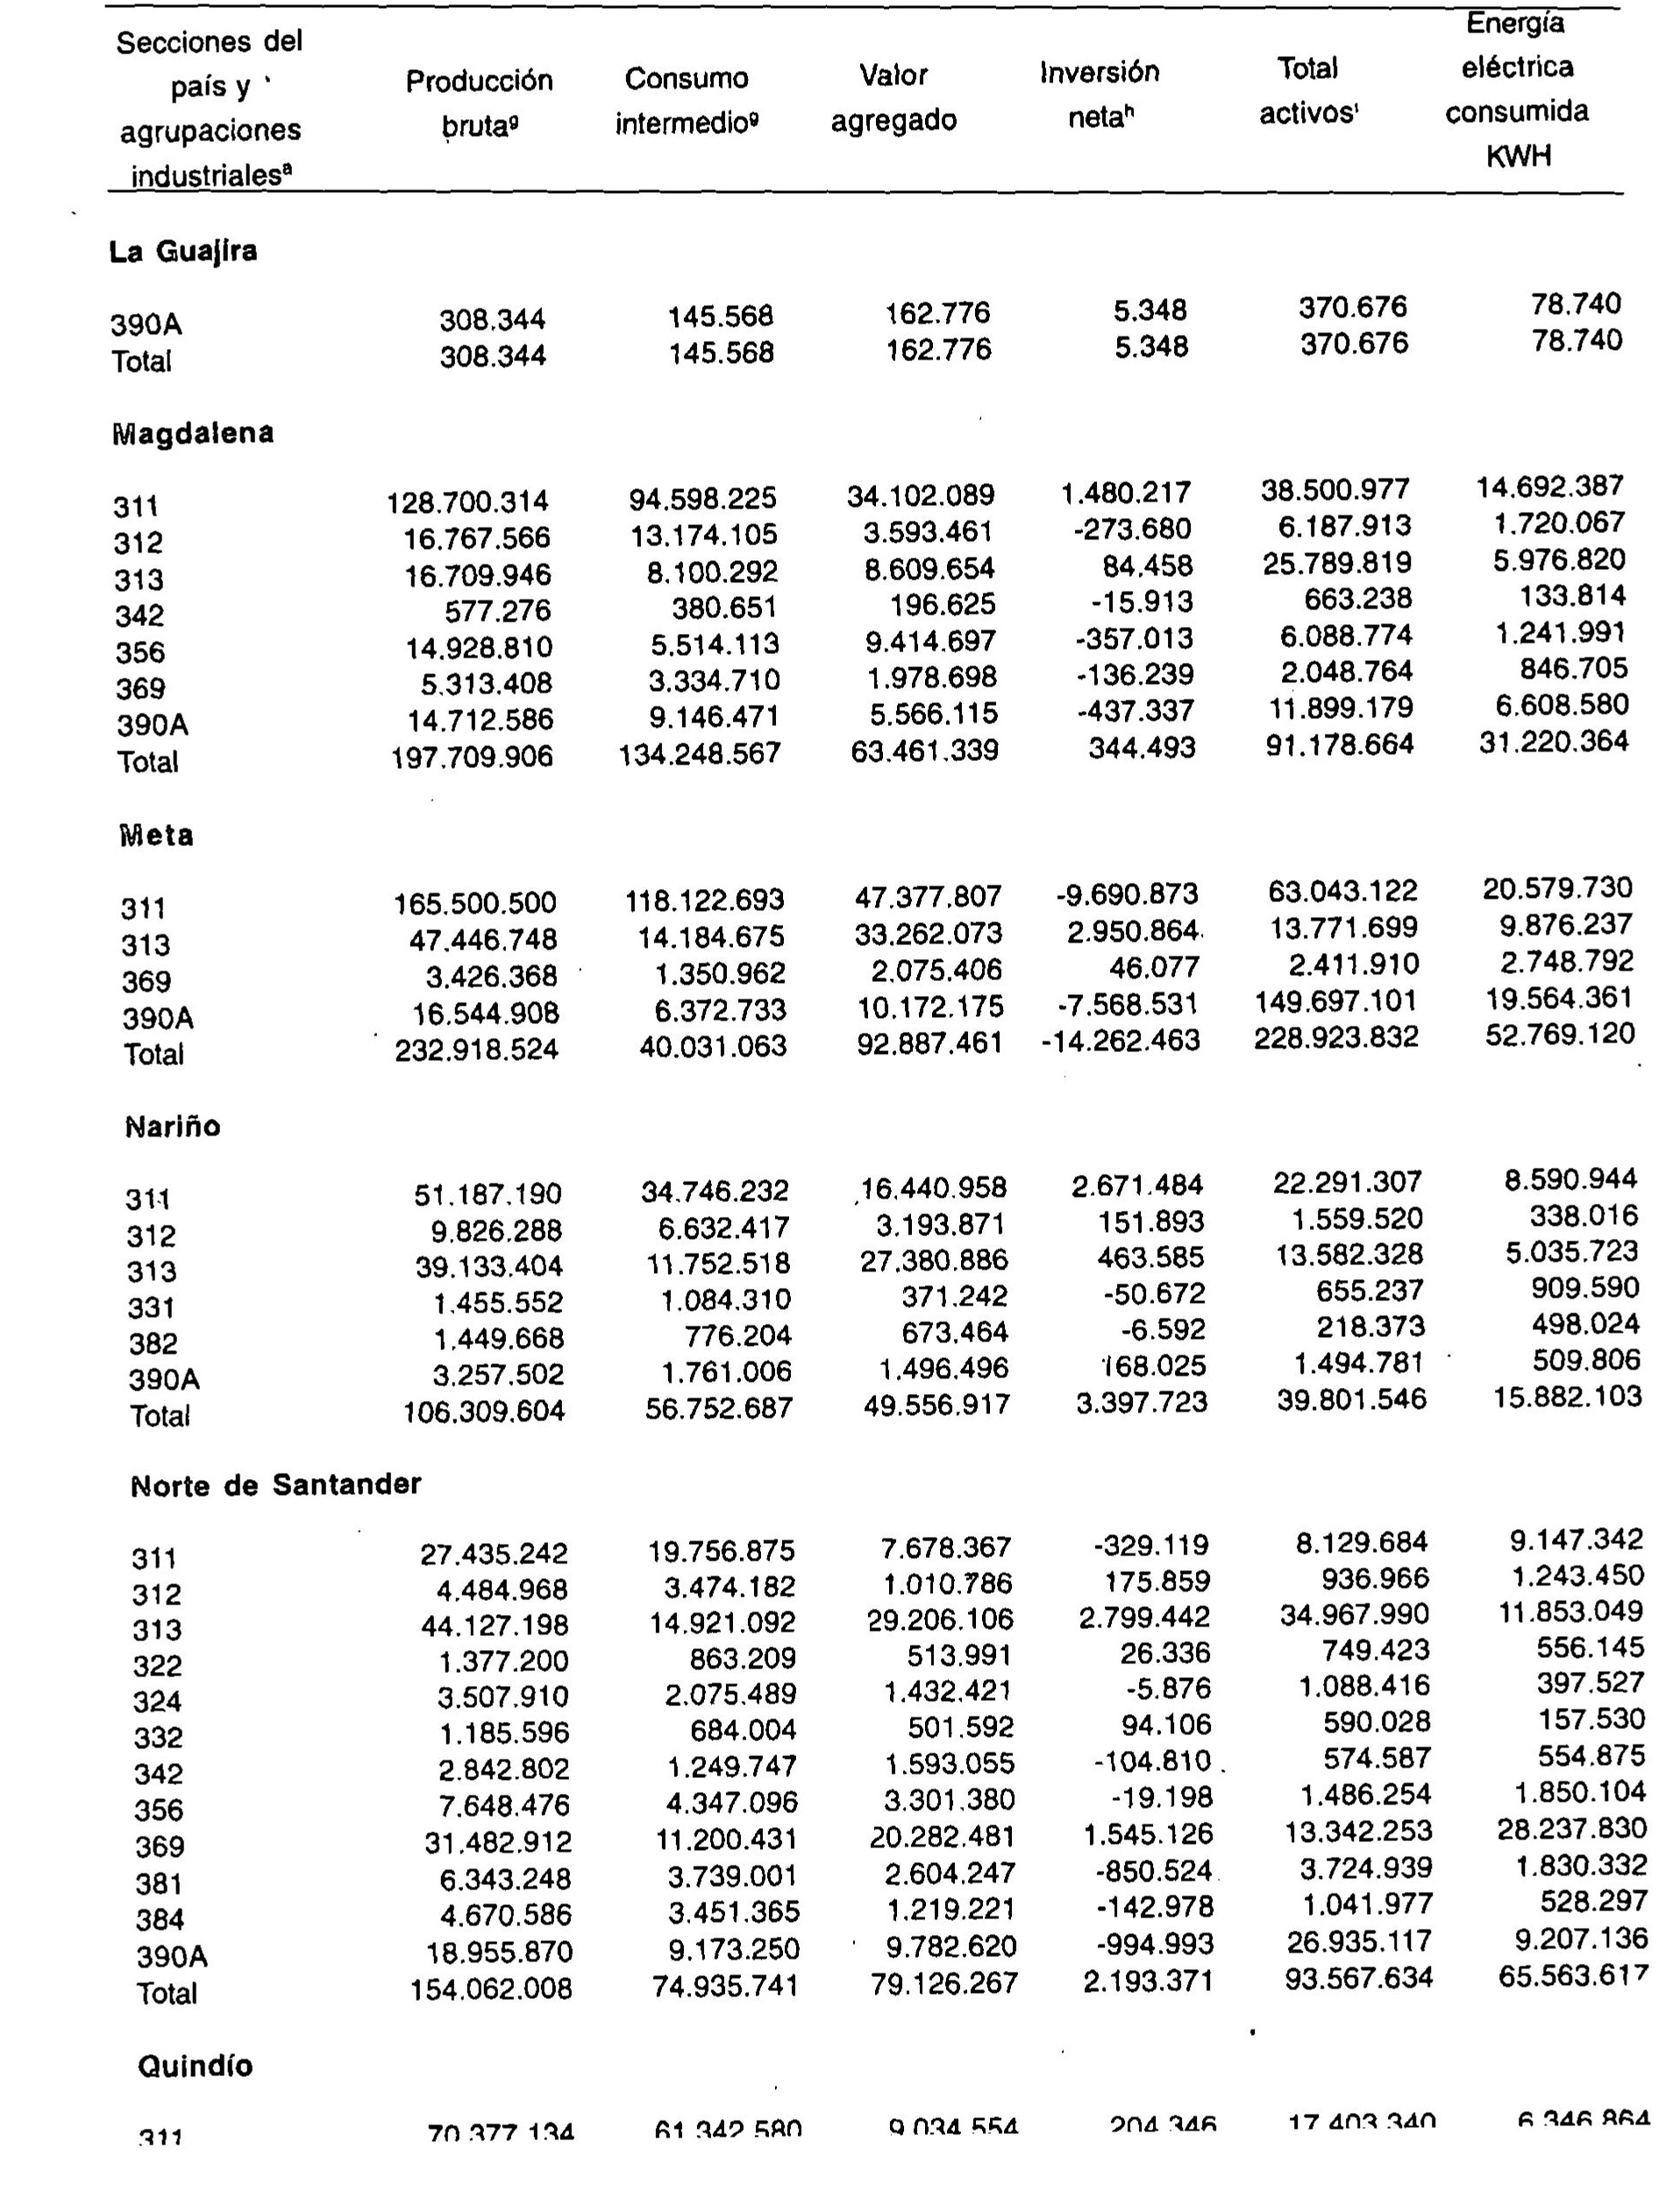 Secciones del país y agrupaciones industrialesª Producción brutaᵍ Consumo intermedioᵍ Valor agregado Inversión netaʰ Total activosⁱ Energía eléctrica consumida KWH
La Guajira
390A 308.344 145.568 162.776 5.348 370.676 78.740
Total 308.344 145.568 162.776 5.348 370.676 78.740
Magdalena
311 128.700.314 94.598.225 34.102.089 1.480.217 38.500.977 14.692.387
312 16.767.566 13.174.105 3.593.461 -273.680 6.187.913 1.720.067
313 16.709.946 8.100.292 8.609.654 84.458 25.789.819 5.976.820
342 577.276 380.651 196.625 -15.913 663.238 133.814
356 14.928.810 5.514.113 9.414.697 -357.013 6.088.774 1.241.991
369 5.313.408 3.334.710 1.978.698 -136.239 2.048.764 846.705
390A 14.712.586 9.146.471 5.566.115 -437.337 11.899.179 6.608.580
Total 197.709.906 134.248.567 63.461.339 344.493 91.178.664 31.220.364
Meta
311 165.500.500 118.122.693 47.377.807 -9.690.873 63.043.122 20.579.730
313 47.446.748 14.184.675 33.262.073 2.950.864 13.771.699 9.876.237
369 3.426.368 1.350.962 2.075.406 46.077 2.411.910 2.748.792
390A 16.544.908 6.372.733 10.172.175 -7.568.531 149.697.101 19.564.361
Total 232.918.524 40.031.063 92.887.461 -14.262.463 228.923.832 52.769.120
Nariño
311 51.187.190 34.746.232 16.440.958 2.671.484 22.291.307 8.590.944
312 9.826.288 6.632.417 3.193.871 151.893 1.559.520 338.016
313 39.133.404 11.752.518 27.380.886 463.585 13.582.328 5.035.723
331 1.455.552 1.084.310 371.242 -50.672 655.237 909.590
382 1.449.668 776.204 673.464 -6.592 218.373 498.024
390A 3.257.502 1.761.006 1.496.496 168.025 1.494.781 509.806
Total 106.309.604 56.752.687 49.556.917 3.397.723 39.801.546 15.882.103
Norte de Santander
311 27.435.242 19.756.875 7.678.367 -329.119 8.129.684 9.147.342
312 4.484.968 3.474.182 1.010.786 175.859 936.966 1.243.450
313 44.127.198 14.921.092 29.206.106 2.799.442 34.967.990 11.853.049
322 1.377.200 863.209 513.991 26.336 749.423 556.145
324 3.507.910 2.075.489 1.432.421 -5.876 1.088.416 397.527
332 1.185.596 684.004 501.592 94.106 590.028 157.530
342 2.842.802 1.249.747 1.593.055 -104.810 574.587 554.875
356 7.648.476 4.347.096 3.301.380 -19.198 1.486.254 1.850.104
369 31.482.912 11.200.431 20.282.481 1.545.126 13.342.253 28.237.830
381 6.343.248 3.739.001 2.604.247 -850.524 3.724.939 1.830.332
384 4.670.586 3.451.365 1.219.221 -142.978 1.041.977 528.297
390A 18.955.870 9.173.250 9.782.620 -994.993 26.935.117 9.207.136
Total 154.062.008 74.935.741 79.126.267 2.193.371 93.567.634 65.563.617
Quindío
311 70.377.134 61.342.580 9.034.554 204.346 17.403.340 6.346.864